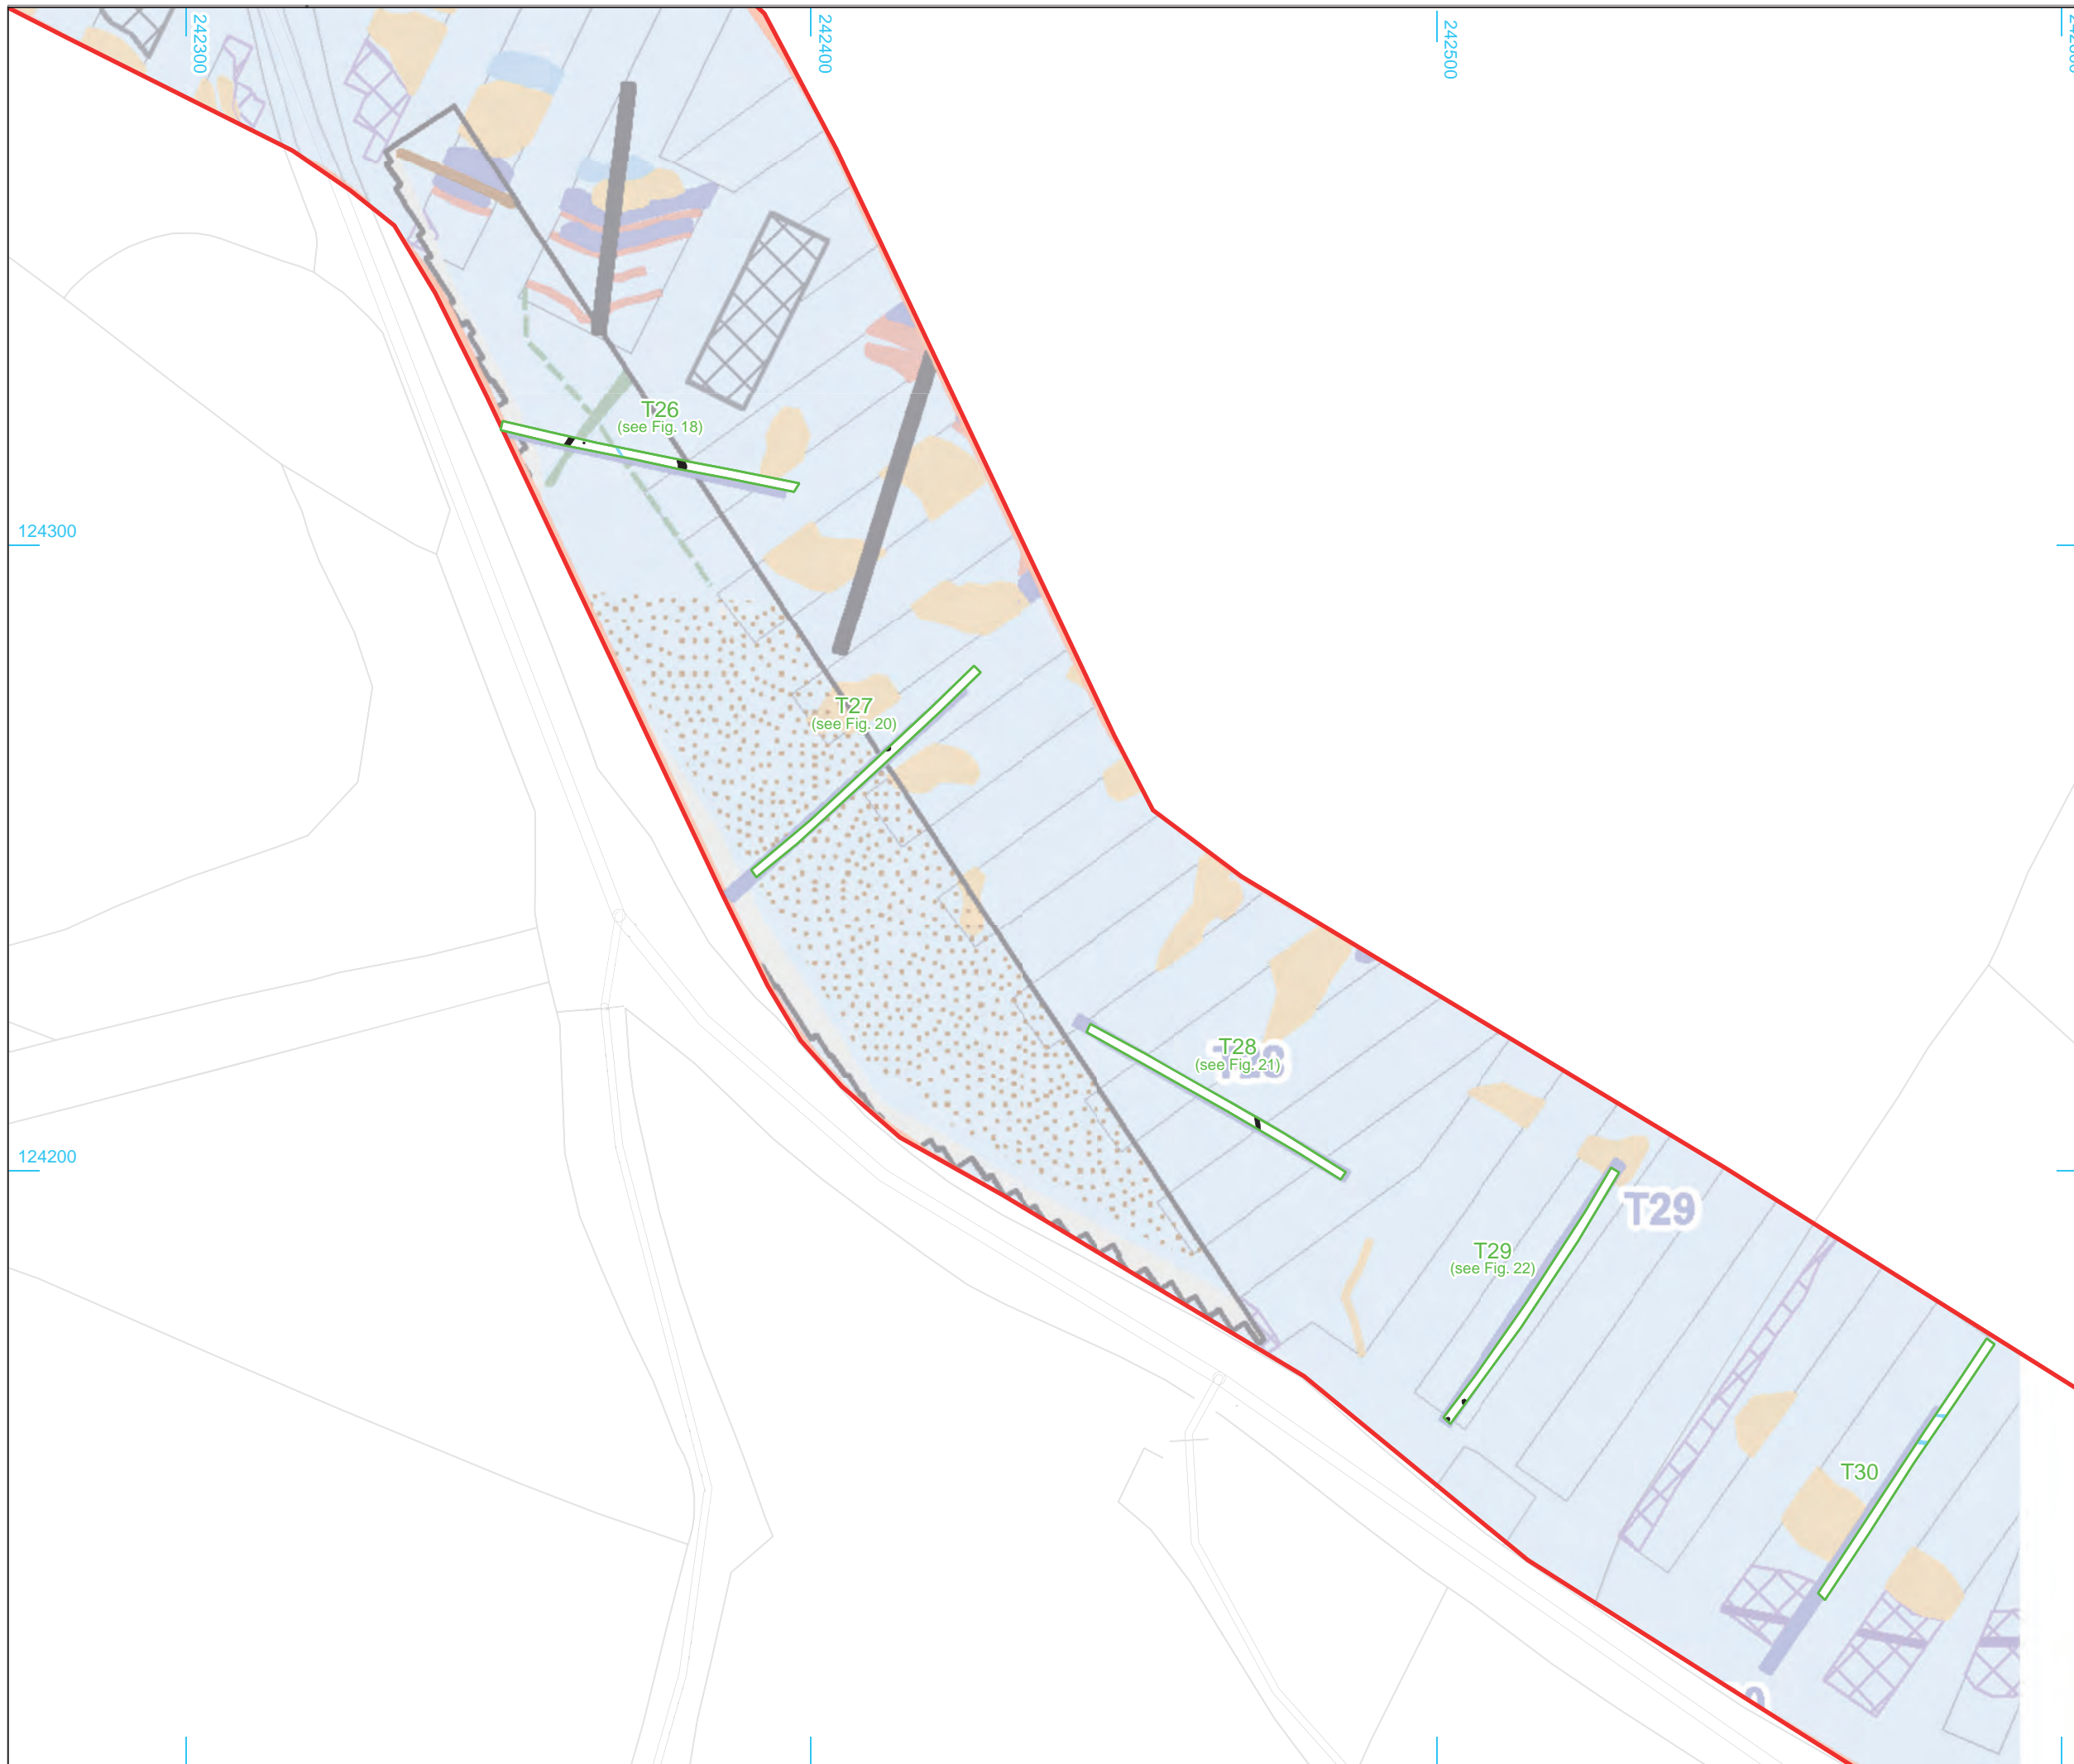 242300
242400
242500
T26
(see Fig. 18)
124300
T27
(see Fig. 20)
T28
(see Fig. 21)
124200
T29
T29
(see Fig. 22)
T30